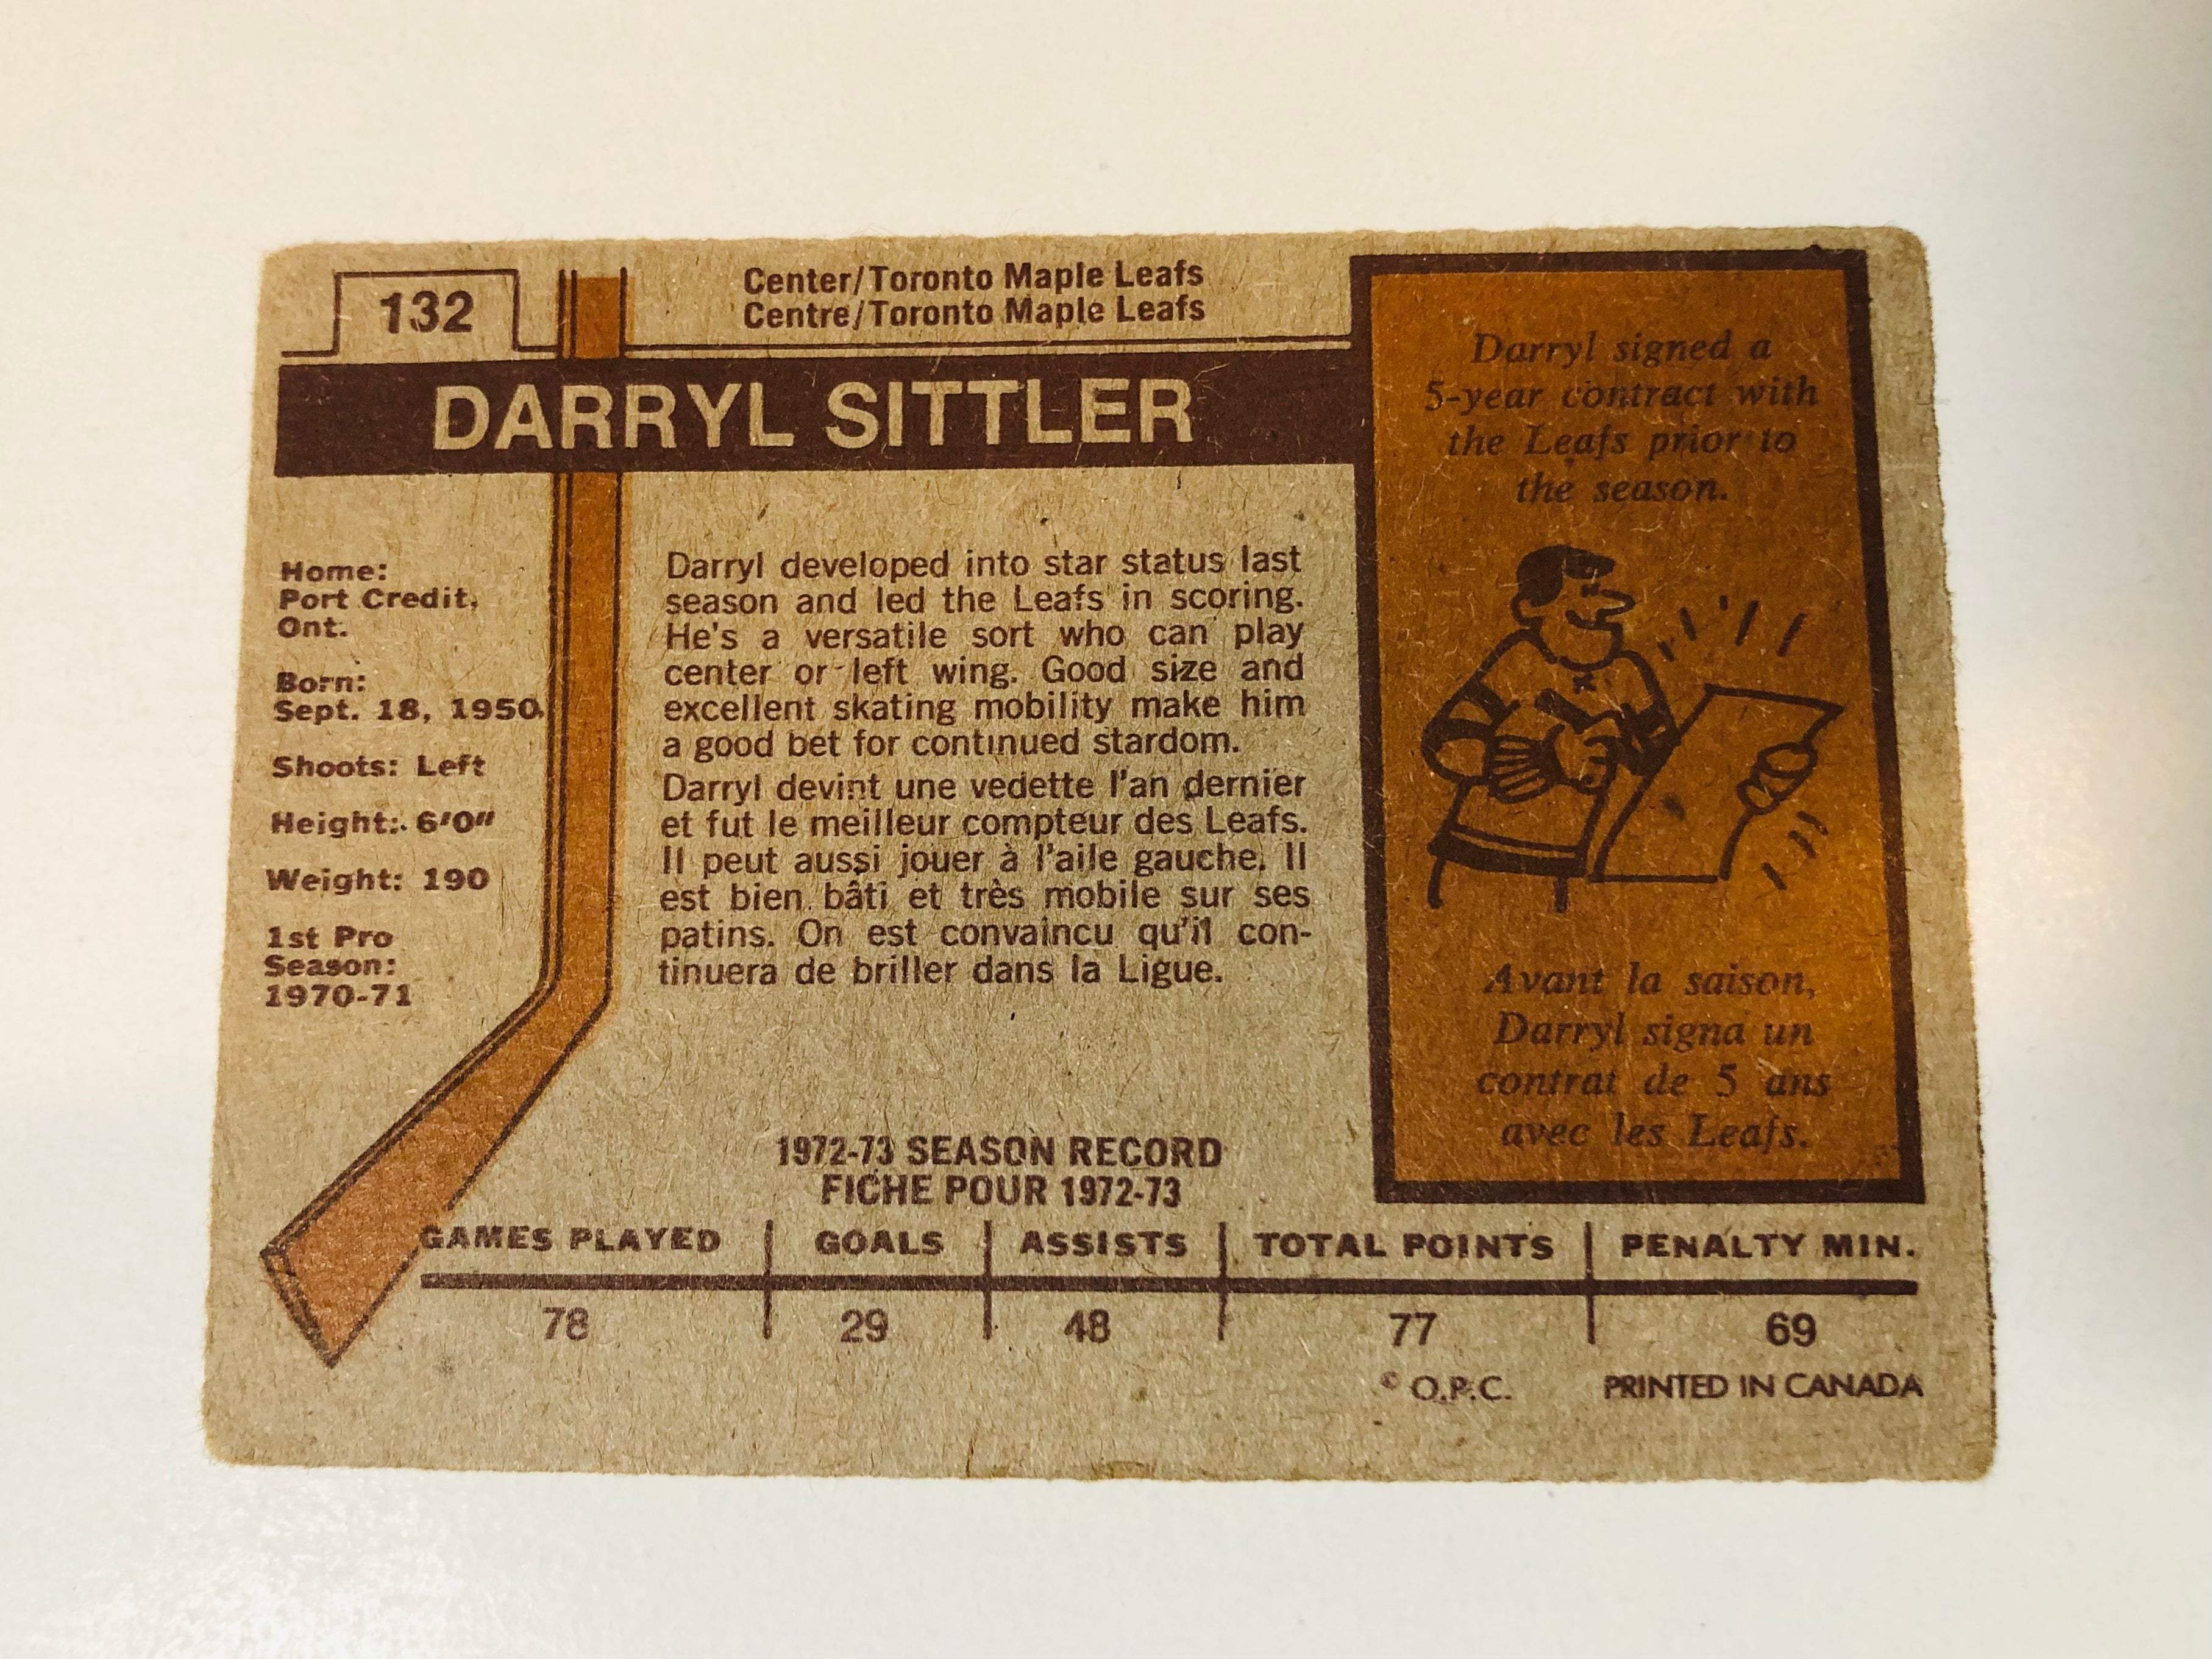 132
Center/Toronto Maple Leafs
Centre/Toronto Maple Leafs
DARRYL SITTLER
Home:
Port Credit,
Ont.
Born:
Sept. 18, 1950
Shoots: Left
Height: 6'0"
Weight: 190
1st Pro
Season:
1970-71
Darryl developed into star status last
season and led the Leafs in scoring.
He's a versatile sort who can play
center or left wing. Good size and
excellent skating mobility make him
a good bet for continued stardom.
Darryl devint une vedette l'an dernier
et fut le meilleur compteur des Leafs.
Il peut aussi jouer à l'aile gauche. Il
est bien bâti et très mobile sur ses
patins. On est convaincu qu'il con-
tinuera de briller dans la Ligue.
Darryl signed a
5-year contract with
the Leafs prior to
the season.
Avant la saison,
Darryl signa un
contrat de 5 ans
avec les Leafs.
1972-73 SEASON RECORD
FICHE POUR 1972-73
GAMES PLAYED GOALS ASSISTS TOTAL POINTS PENALTY MIN.
78 29 48 77 69
© O.P.C. PRINTED IN CANADA